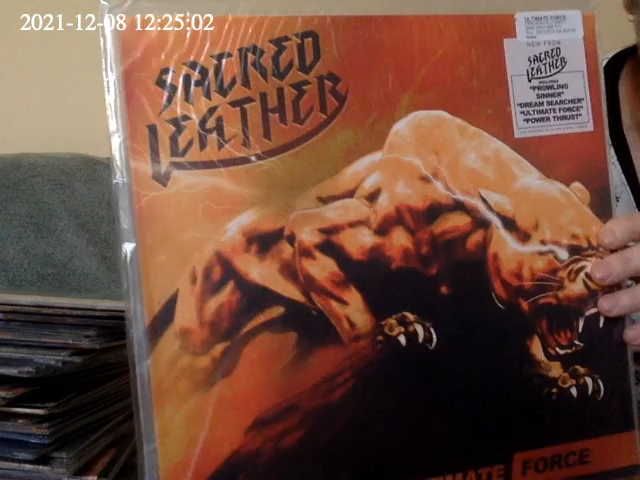 2021-12-08 12:25:02
SACRED
LEATHER
ULTIMATE FORCE
NEW FROM
SACRED
LEATHER
INCLUDES
"PROWLING
SINNER"
"DREAM SEARCHER"
"ULTIMATE FORCE"
"POWER THRUST"
TIMATE FORCE